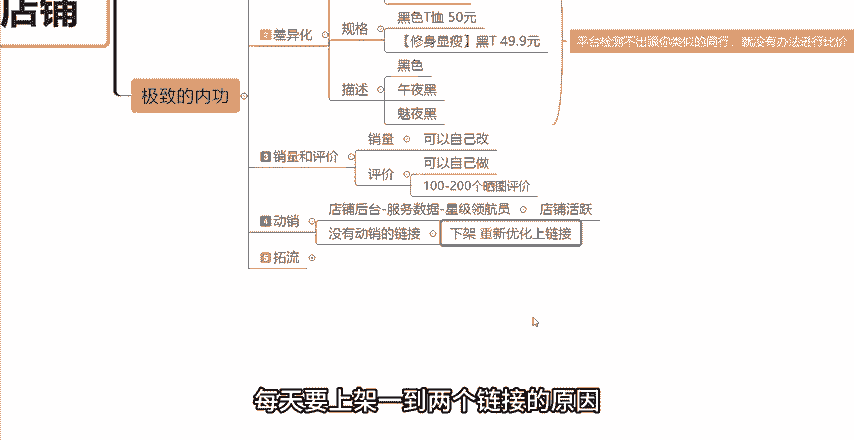 店铺
极致的内功
2 差异化
规格
黑色T恤 50元
【修身显瘦】黑T 49.9元
描述
黑色
午夜黑
魅夜黑
平台检测不出跟你类似的同行，就没有办法进行比价
3 销量和评价
销量
可以自己改
评价
可以自己做
100-200个晒图评价
4 动销
店铺后台-服务数据-星级领航员
店铺活跃
没有动销的链接
下架 重新优化上链接
5 拓流
每天要上架一到两个链接的原因